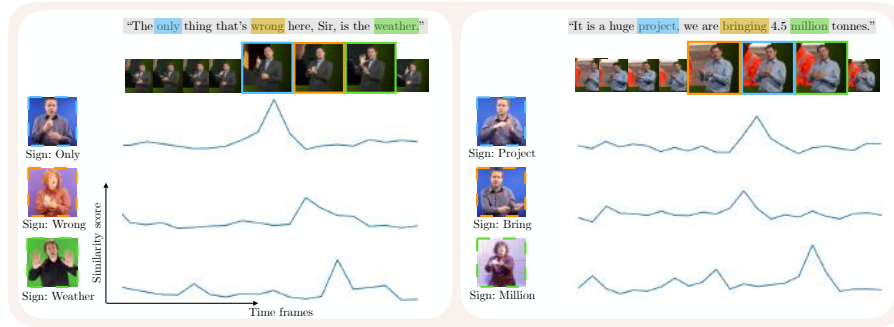 “The only thing that’s wrong here, Sir, is the weather.”
Sign: Only
Sign: Wrong
Sign: Weather
Similarity score
Time frames
“It is a huge project, we are bringing 4.5 million tonnes.”
Sign: Project
Sign: Bring
Sign: Million